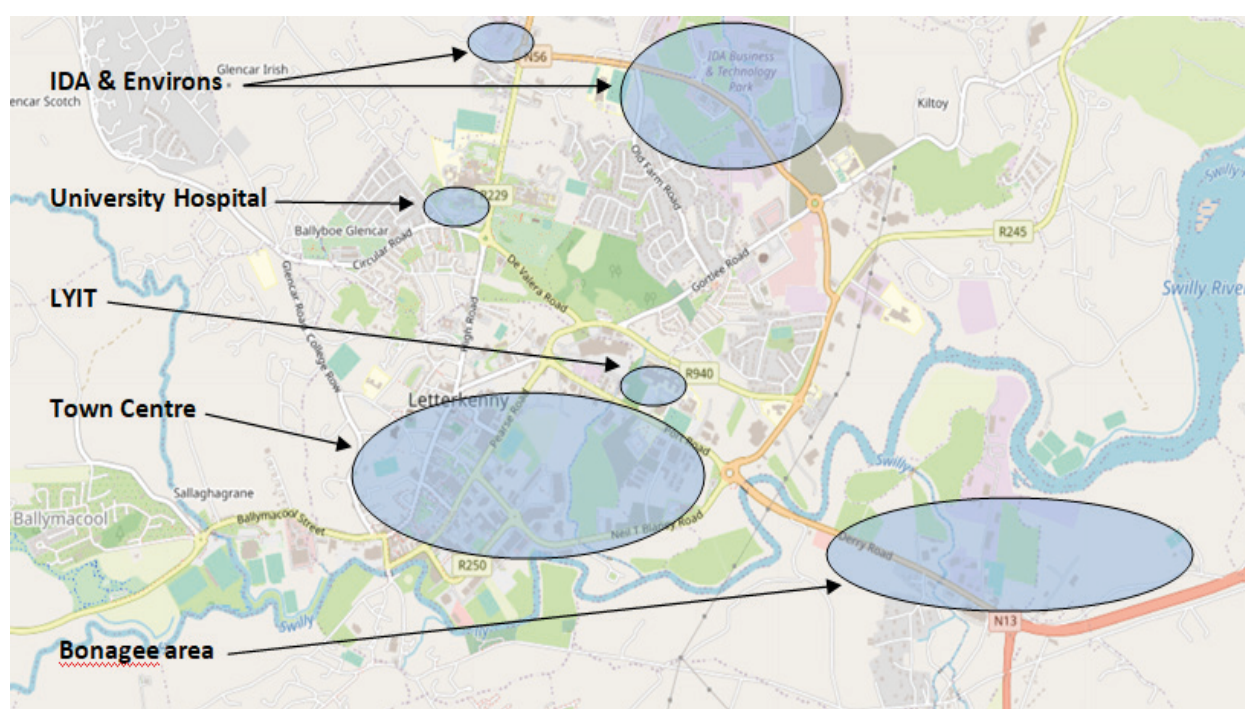 N56
IDA Business
& Technology
Park
Glencar Irish
IDA & Environs
encar Scotch
Kiltoy
Old Farm Road
University Hospital
R229
Ballyboe Glencar
Circular Road
R245
De Valera Road
Gortlee Road
Glencar Road
College Row
High Road
LYIT
Swilly River
R940
Letterkenny
Town Centre
Pearse Road
Port Road
Swilly
Sallaghagrane
Ballymacool
Ballymacool Street
Neil T Blaney Road
Derry Road
R250
Swilly
N13
Bonagee area